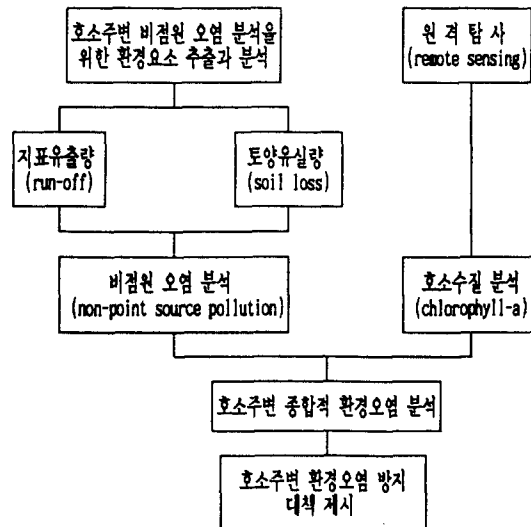 호소주변 비점원 오염 분석을
위한 환경요소 추출과 분석
원 격 탐 사
(remote sensing)
지표유출량
(run-off)
토양유실량
(soil loss)
비점원 오염 분석
(non-point source pollution)
호소수질 분석
(chlorophyll-a)
호소주변 종합적 환경오염 분석
호소주변 환경오염 방지
대책 제시